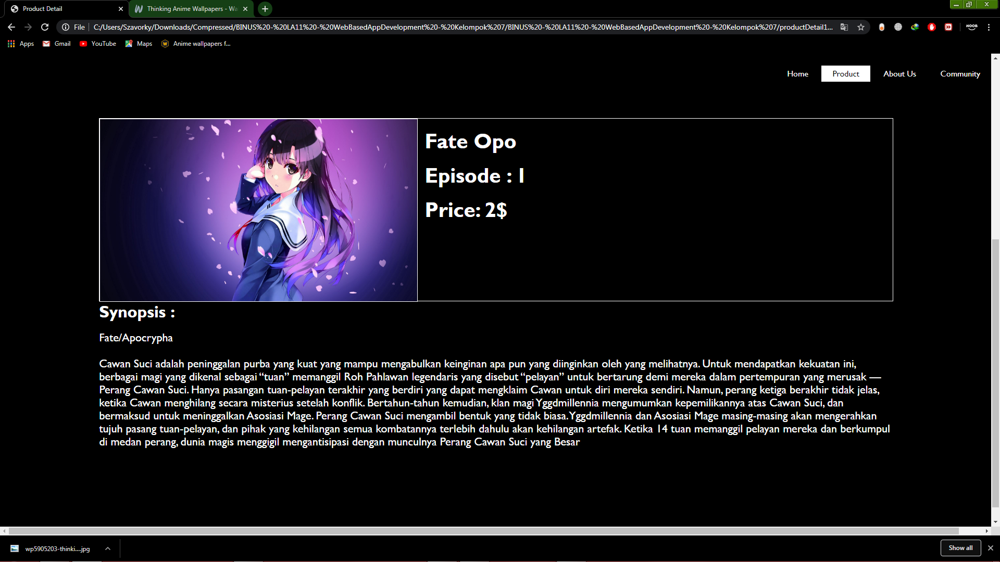 Product Detail
Thinking Anime Wallpapers - Wa
File
C:/Users/Szavorky/Downloads/Compressed/BINUS%20-%20LA11%20-%20WebBasedAppDevelopment%20-%20Kelompok%207/BINUS%20-%20LA11%20-%20WebBasedAppDevelopment%20-%20Kelompok%207/productDetail1...
NOOB
Apps
Gmail
YouTube
Maps
Anime wallpapers f...
Home
Product
About Us
Community
Fate Opo
Episode : 1
Price: 2$
Synopsis :
Fate/Apocrypha
Cawan Suci adalah peninggalan purba yang kuat yang mampu mengabulkan keinginan apa pun yang diinginkan oleh yang melihatnya. Untuk mendapatkan kekuatan ini,
berbagai magi yang dikenal sebagai “tuan” memanggil Roh Pahlawan legendaris yang disebut “pelayan” untuk bertarung demi mereka dalam pertempuran yang merusak —
Perang Cawan Suci. Hanya pasangan tuan-pelayan terakhir yang berdiri yang dapat mengklaim Cawan untuk diri mereka sendiri. Namun, perang ketiga berakhir tidak jelas,
ketika Cawan menghilang secara misterius setelah konflik. Bertahun-tahun kemudian, klan magi Yggdmillennia mengumumkan kepemilikannya atas Cawan Suci, dan
bermaksud untuk meninggalkan Asosiasi Mage. Perang Cawan Suci mengambil bentuk yang tidak biasa. Yggdmillennia dan Asosiasi Mage masing-masing akan mengerahkan
tujuh pasang tuan-pelayan, dan pihak yang kehilangan semua kombatannya terlebih dahulu akan kehilangan artefak. Ketika 14 tuan memanggil pelayan mereka dan berkumpul
di medan perang, dunia magis menggigil mengantisipasi dengan munculnya Perang Cawan Suci yang Besar
wp5905203-thinki....jpg
Show all